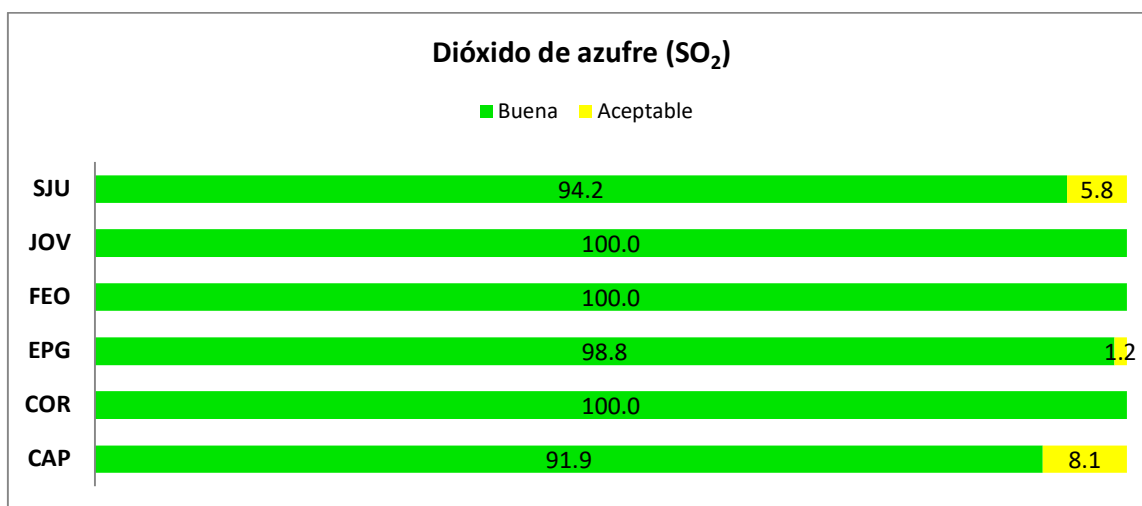 Dióxido de azufre (SO₂)
Buena Aceptable
SJU 94.2 5.8
JOV 100.0
FEO 100.0
EPG 98.8 1.2
COR 100.0
CAP 91.9 8.1